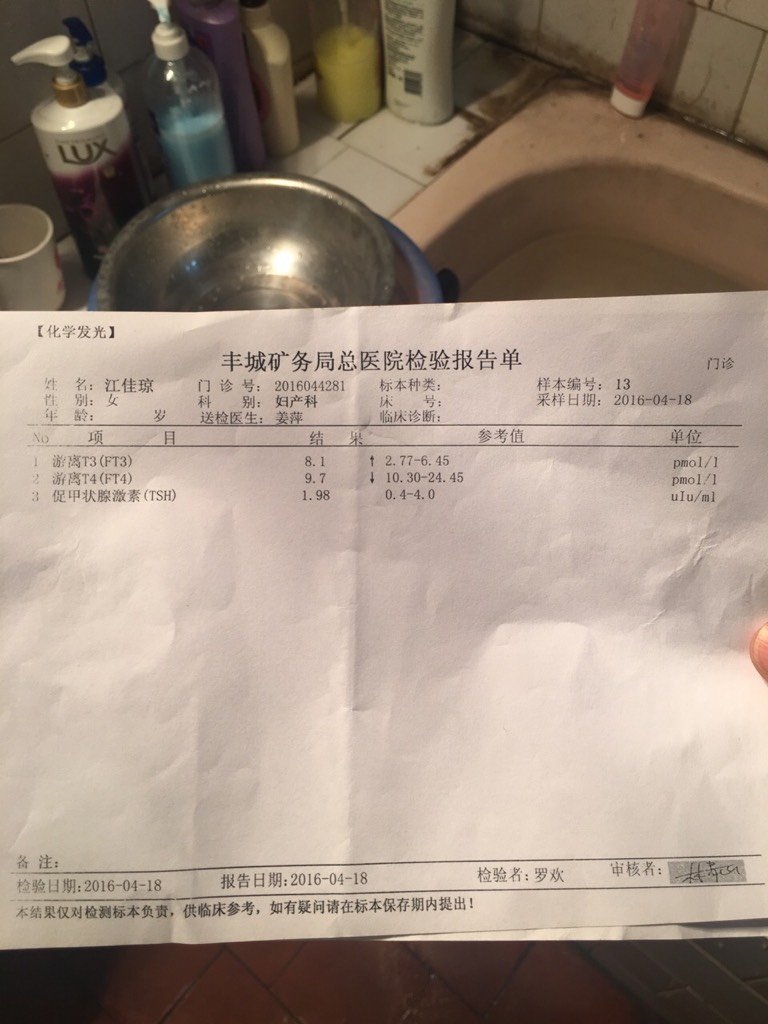 LUX
【化学发光】
丰城矿务局总医院检验报告单
门诊
姓 名: 江佳琼 门 诊 号: 2016044281 标本种类: 样本编号: 13
性 别: 女 科 别: 妇产科 床 号: 采样日期: 2016-04-18
年 龄: 岁 送检医生: 姜萍 临床诊断:
No 项 目 结 果 参考值 单位
1 游离T3(FT3) 8.1 ↑ 2.77-6.45 pmol/l
2 游离T4(FT4) 9.7 ↓ 10.30-24.45 pmol/l
3 促甲状腺激素(TSH) 1.98 0.4-4.0 uIu/ml
备 注:
检验日期:2016-04-18 报告日期:2016-04-18 检验者: 罗欢 审核者:
本结果仅对检测标本负责, 供临床参考, 如有疑问请在标本保存期内提出!